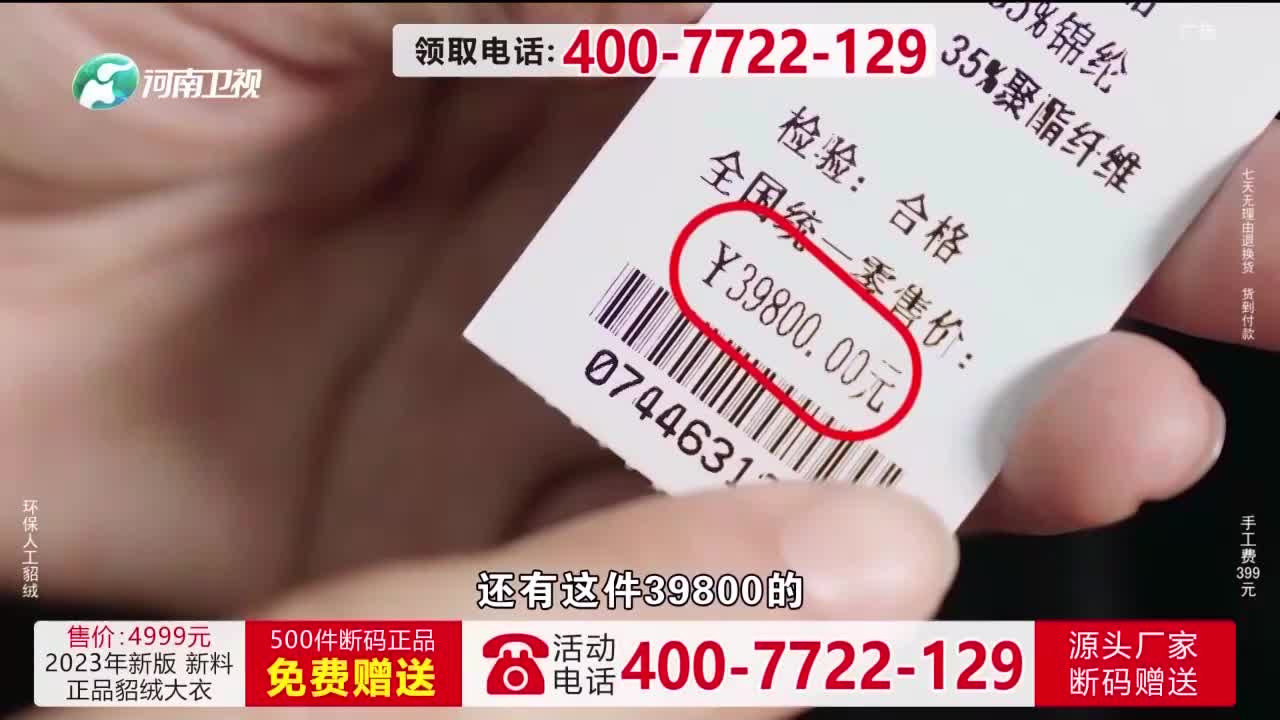 领取电话:400-7722-129
广告
河南卫视
35%聚酯纤维
检验：合格
全国统一零售价：
¥39800.00元
0744631
七天无理由退换货 货到付款
环保人工貂绒
手工费399元
还有这件39800的
售价:4999元
2023年新版 新料
正品貂绒大衣
500件断码正品
免费赠送
活动电话 400-7722-129
源头厂家
断码赠送